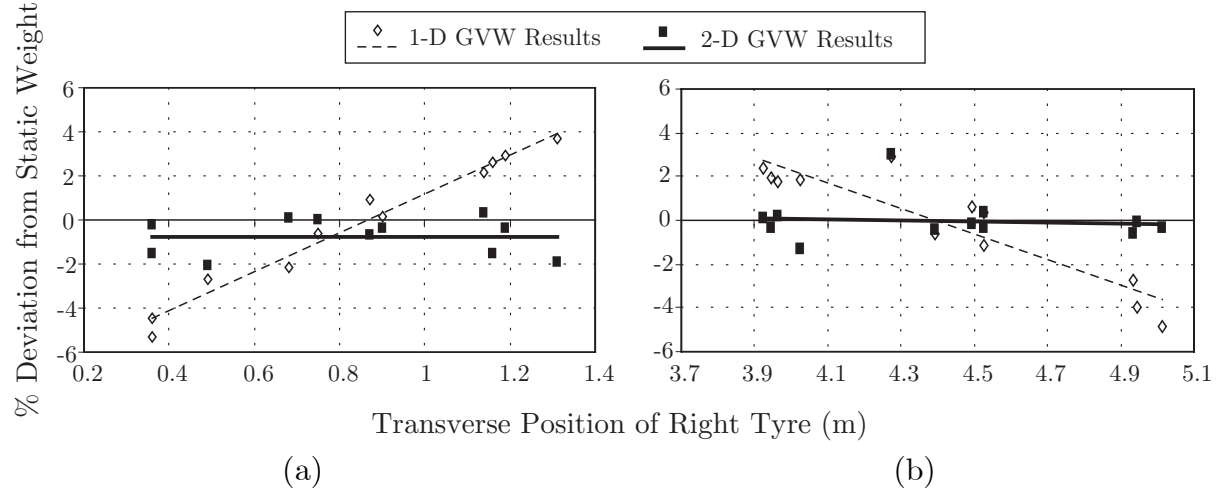 1-D GVW Results 2-D GVW Results
% Deviation from Static Weight
6
4
2
0
-2
-4
-6
0.2 0.4 0.6 0.8 1 1.2 1.4
6
4
2
0
-2
-4
-6
3.7 3.9 4.1 4.3 4.5 4.7 4.9 5.1
Transverse Position of Right Tyre (m)
(a) (b)